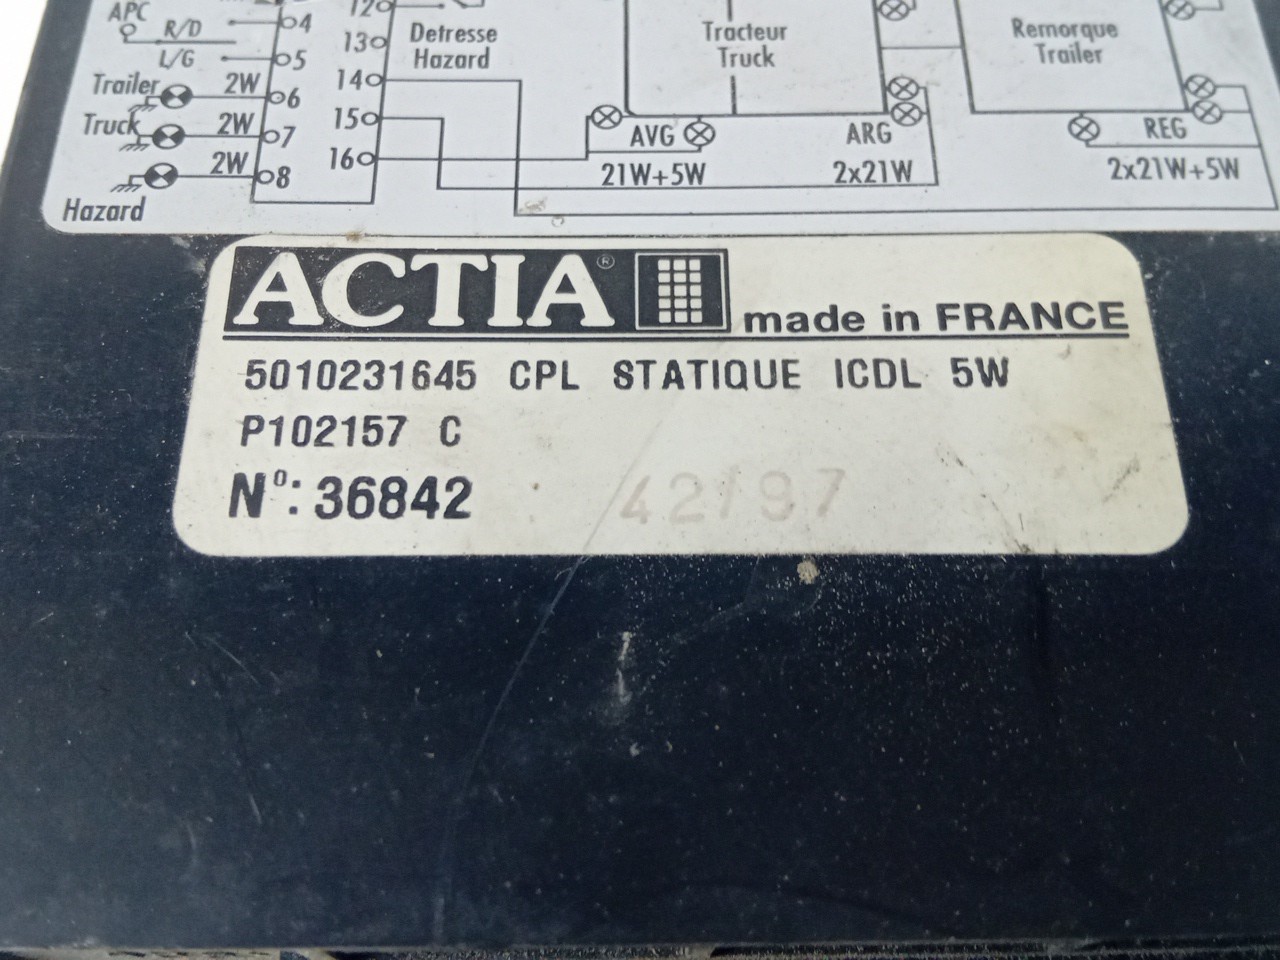 APC
R/D
L/G
4
5
12
13
14
15
16
Detresse
Hazard
Tracteur
Truck
Remorque
Trailer
Trailer 2W 6
Truck 2W 7
2W 8
Hazard
AVG
21W+5W
ARG
2x21W
REG
2x21W+5W
ACTIA® made in FRANCE
5010231645 CPL STATIQUE ICDL 5W
P102157 C
N°: 36842 42/97